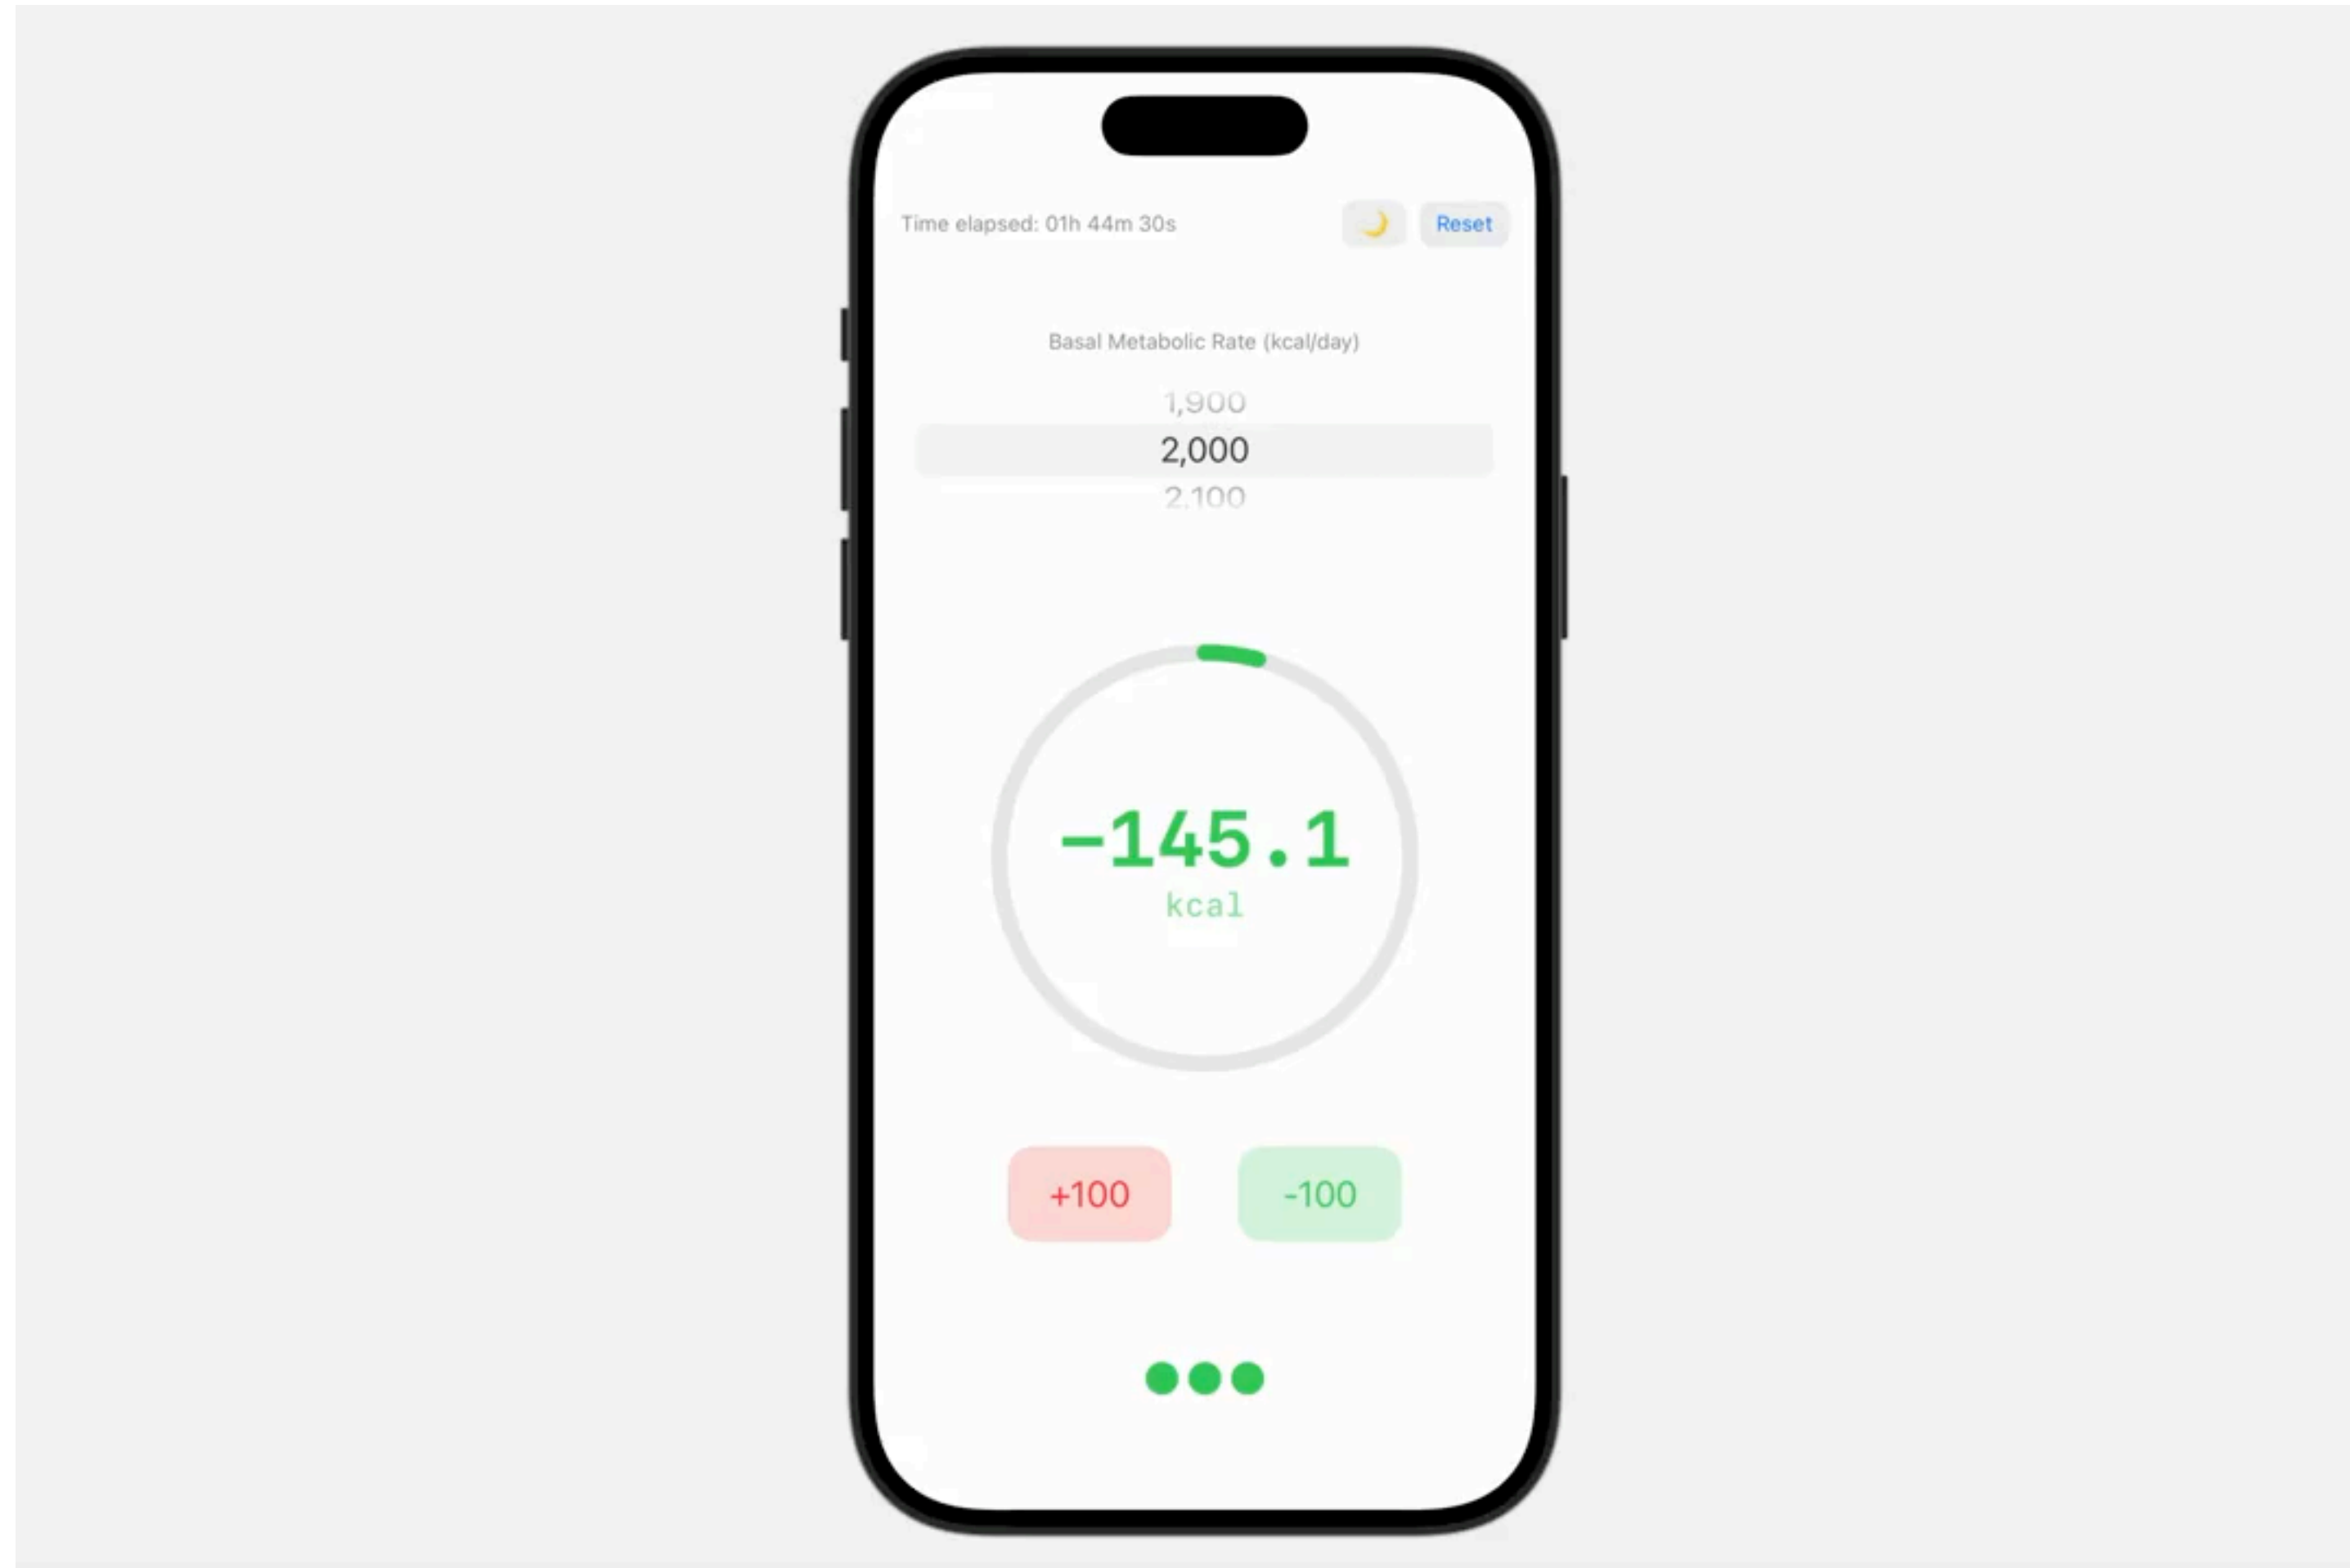 Time elapsed: 01h 44m 30s
Reset
Basal Metabolic Rate (kcal/day)
1,900
2,000
2,100
−145.1
kcal
+100
-100